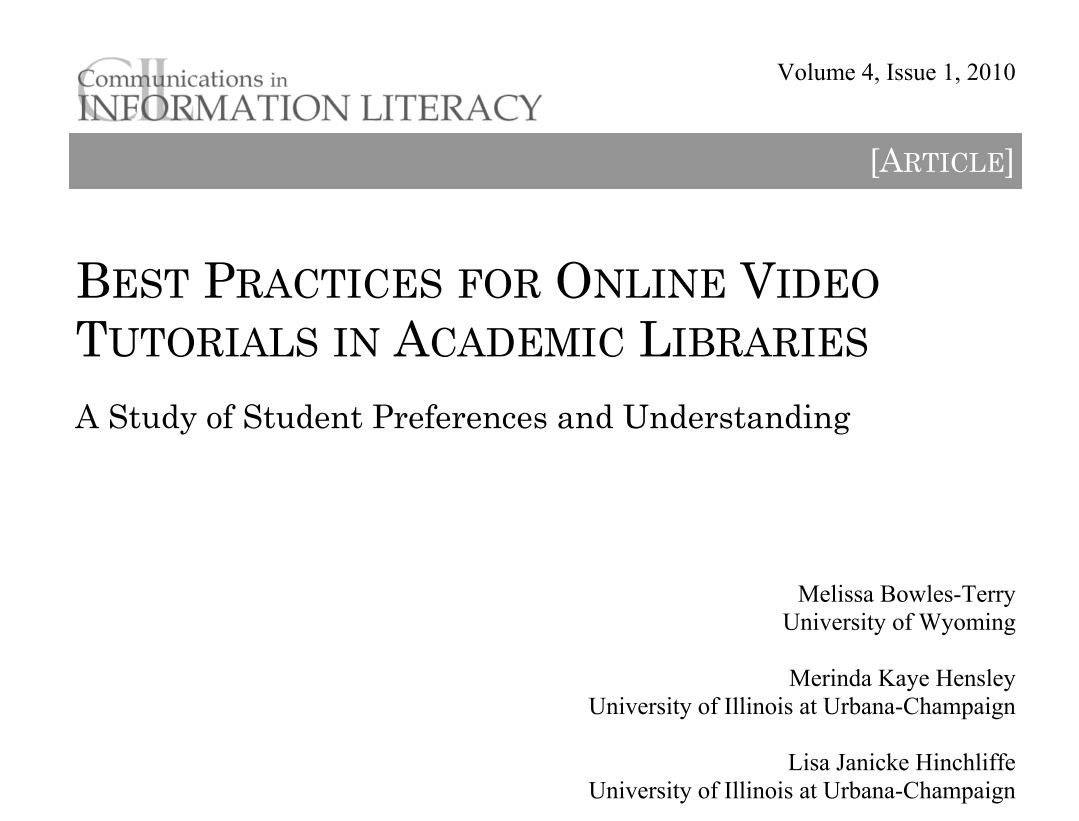 Communications in
INFORMATION LITERACY
Volume 4, Issue 1, 2010
[ARTICLE]
BEST PRACTICES FOR ONLINE VIDEO
TUTORIALS IN ACADEMIC LIBRARIES
A Study of Student Preferences and Understanding
Melissa Bowles-Terry
University of Wyoming
Merinda Kaye Hensley
University of Illinois at Urbana-Champaign
Lisa Janicke Hinchliffe
University of Illinois at Urbana-Champaign